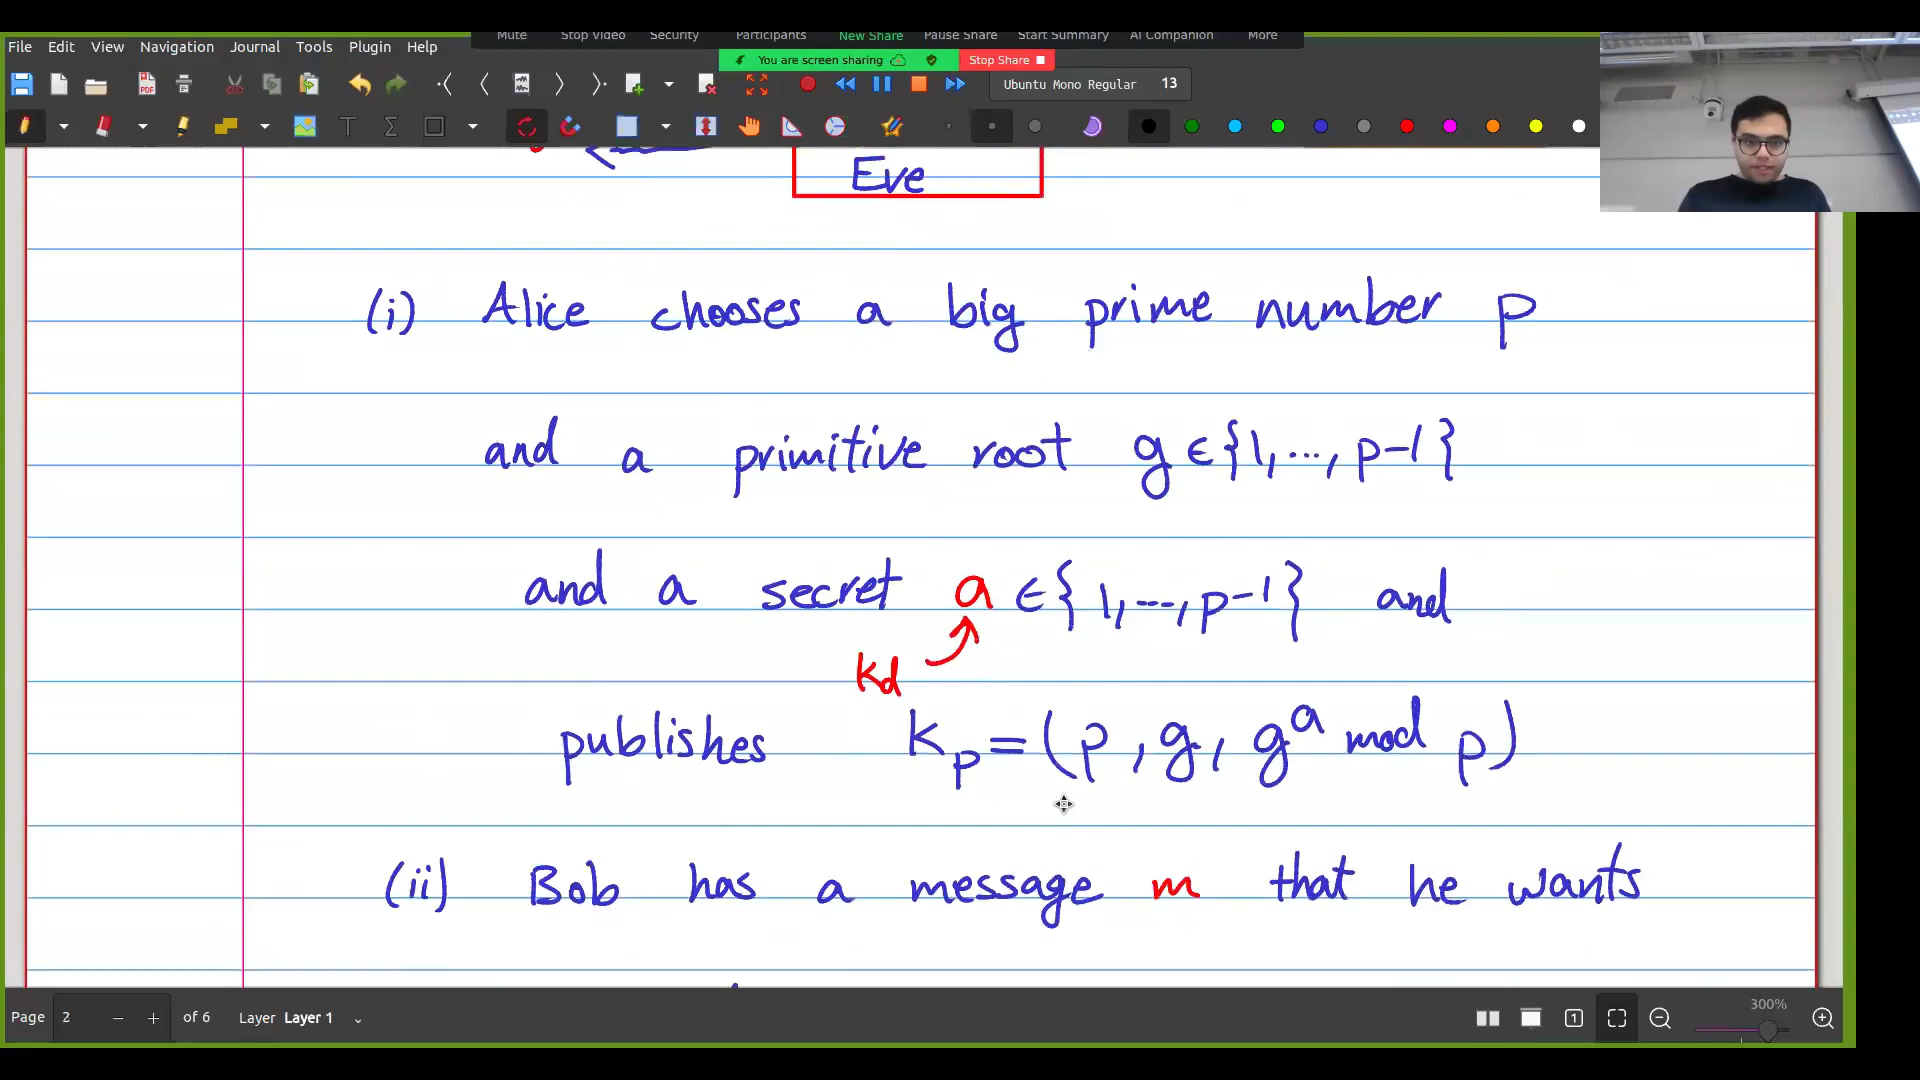 Mute Stop Video Security Participants New Share Pause Share Start Summary AI Companion More
File Edit View Navigation Journal Tools Plugin Help
You are screen sharing Stop Share
Ubuntu Mono Regular 13
Eve
(i) Alice chooses a big prime number p
and a primitive root g ∈ {1, ..., p-1}
and a secret a ∈ {1, ..., p-1} and
kd
publishes Kp = (p, g, g^a mod p)
(ii) Bob has a message m that he wants
Page 2 of 6 Layer Layer 1
300%